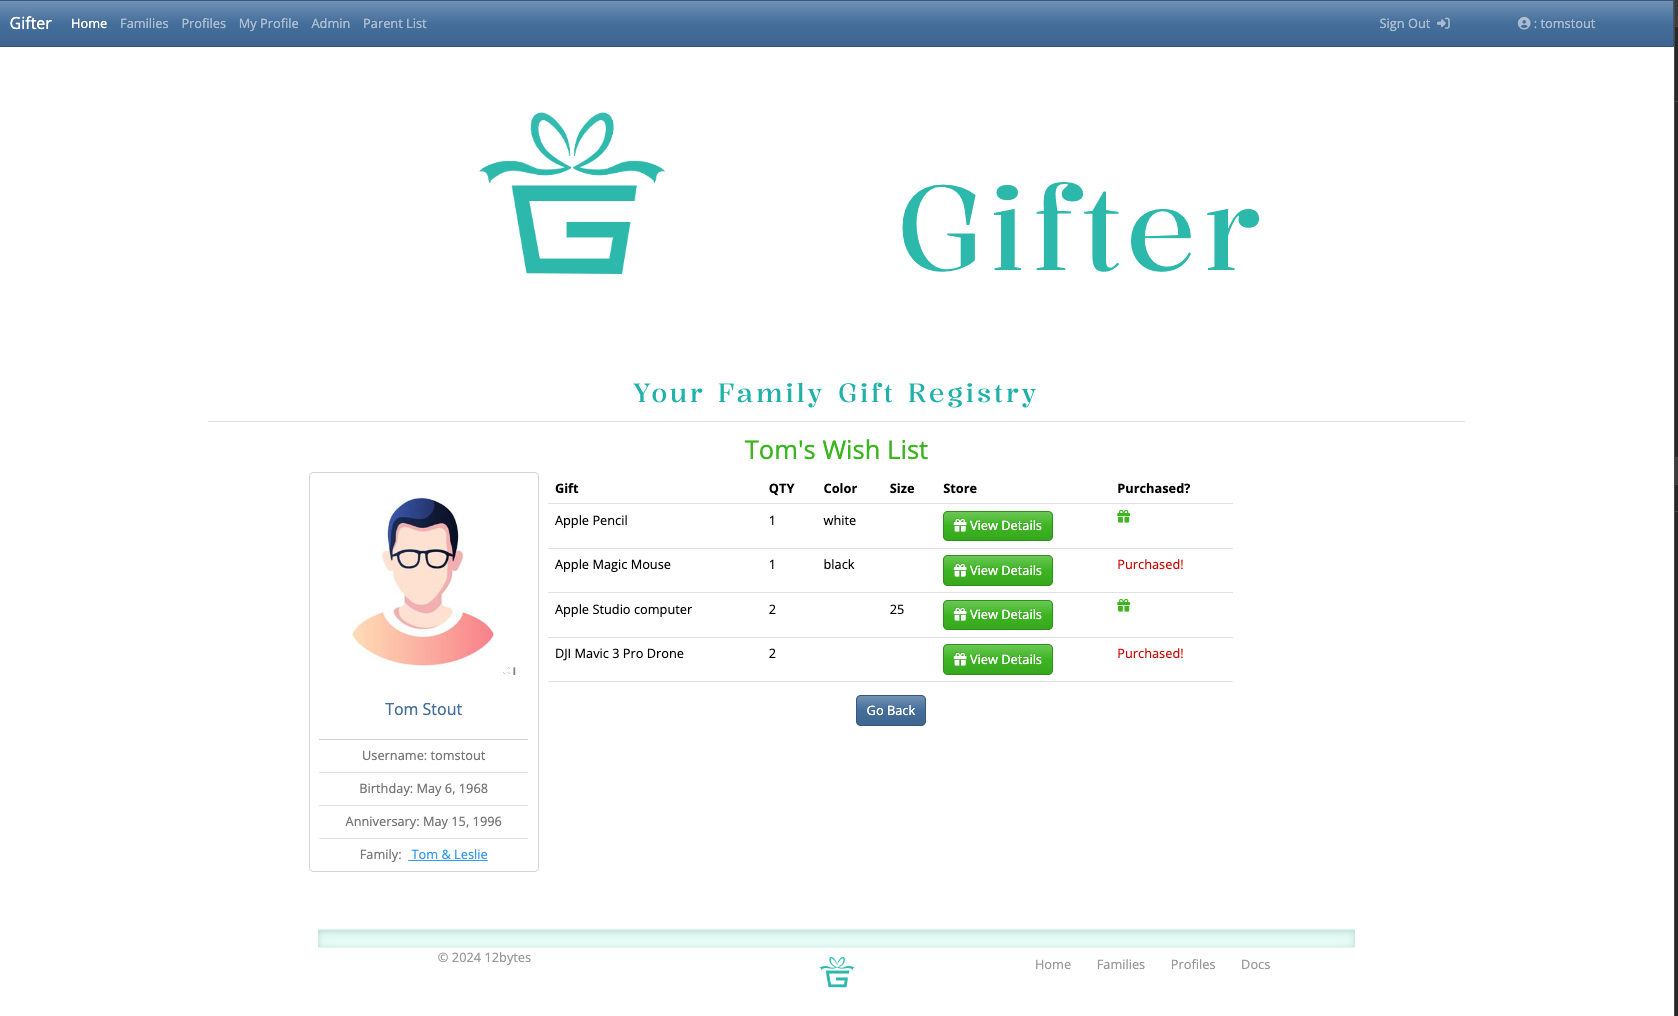 Gifter Home Families Profiles My Profile Admin Parent List Sign Out : tomstout
Gifter
Your Family Gift Registry
Tom's Wish List
Gift QTY Color Size Store Purchased?
Apple Pencil 1 white View Details
Apple Magic Mouse 1 black View Details Purchased!
Apple Studio computer 2 25 View Details
DJI Mavic 3 Pro Drone 2 View Details Purchased!
Go Back
Tom Stout
Username: tomstout
Birthday: May 6, 1968
Anniversary: May 15, 1996
Family: Tom & Leslie
© 2024 12bytes
Home Families Profiles Docs